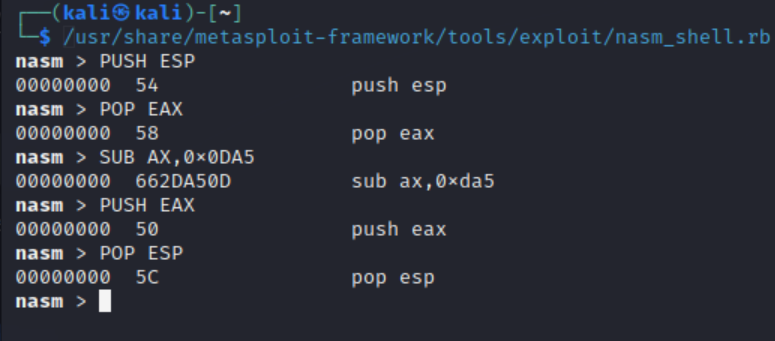 ┌──(kali㉿kali)-[~]
└─$ /usr/share/metasploit-framework/tools/exploit/nasm_shell.rb
nasm > PUSH ESP
00000000  54                push esp
nasm > POP EAX
00000000  58                pop eax
nasm > SUB AX,0×0DA5
00000000  662DA50D          sub ax,0×da5
nasm > PUSH EAX
00000000  50                push eax
nasm > POP ESP
00000000  5C                pop esp
nasm >